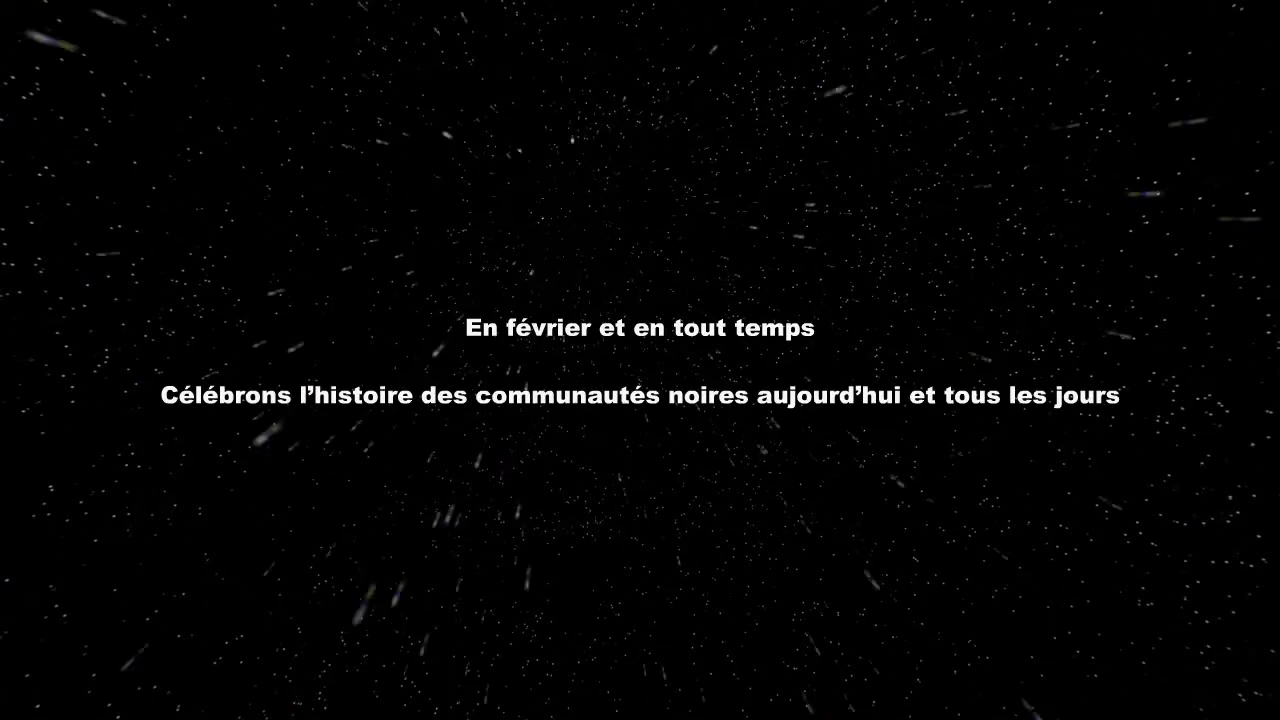 En février et en tout temps
Célébrons l’histoire des communautés noires aujourd’hui et tous les jours